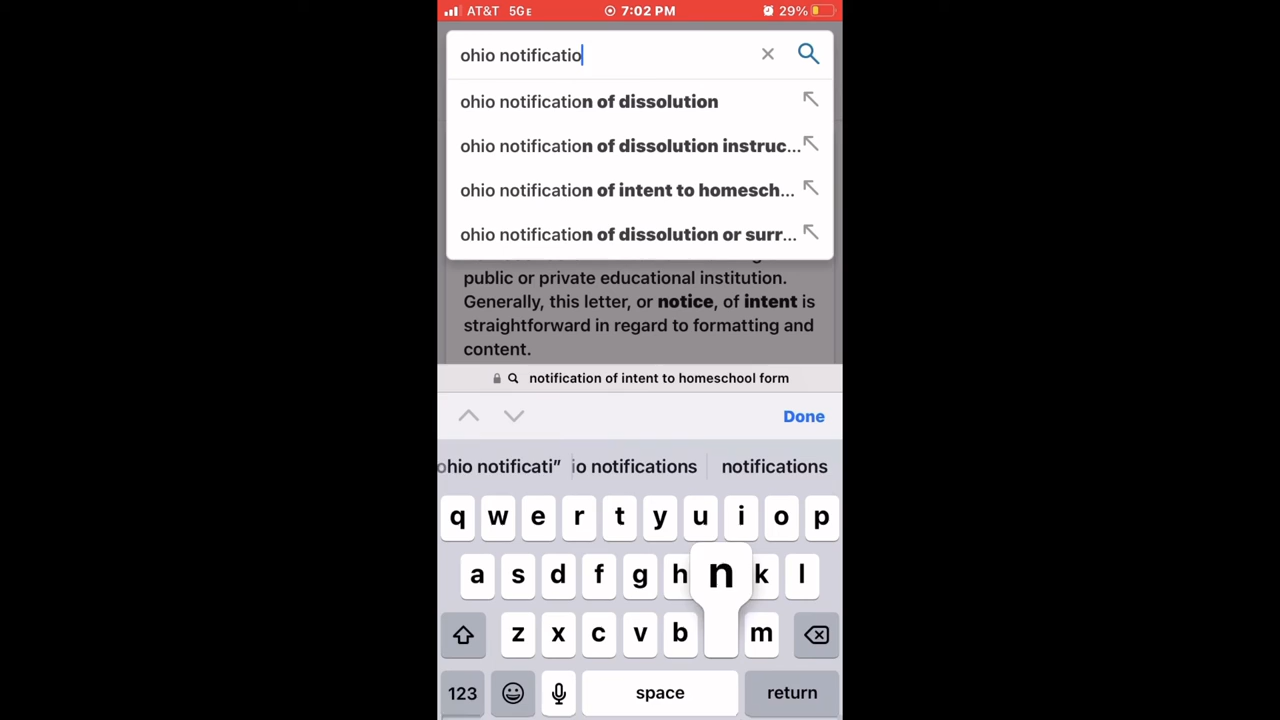 AT&T 5GE 7:02 PM 29%
ohio notificatio
ohio notification of dissolution
ohio notification of dissolution instruc...
ohio notification of intent to homesch...
ohio notification of dissolution or surr...
public or private educational institution.
Generally, this letter, or notice, of intent is
straightforward in regard to formatting and
content.
notification of intent to homeschool form
Done
ohio notificati” io notifications notifications
q w e r t y u i o p
a s d f g h n k l
z x c v b m
123 space return